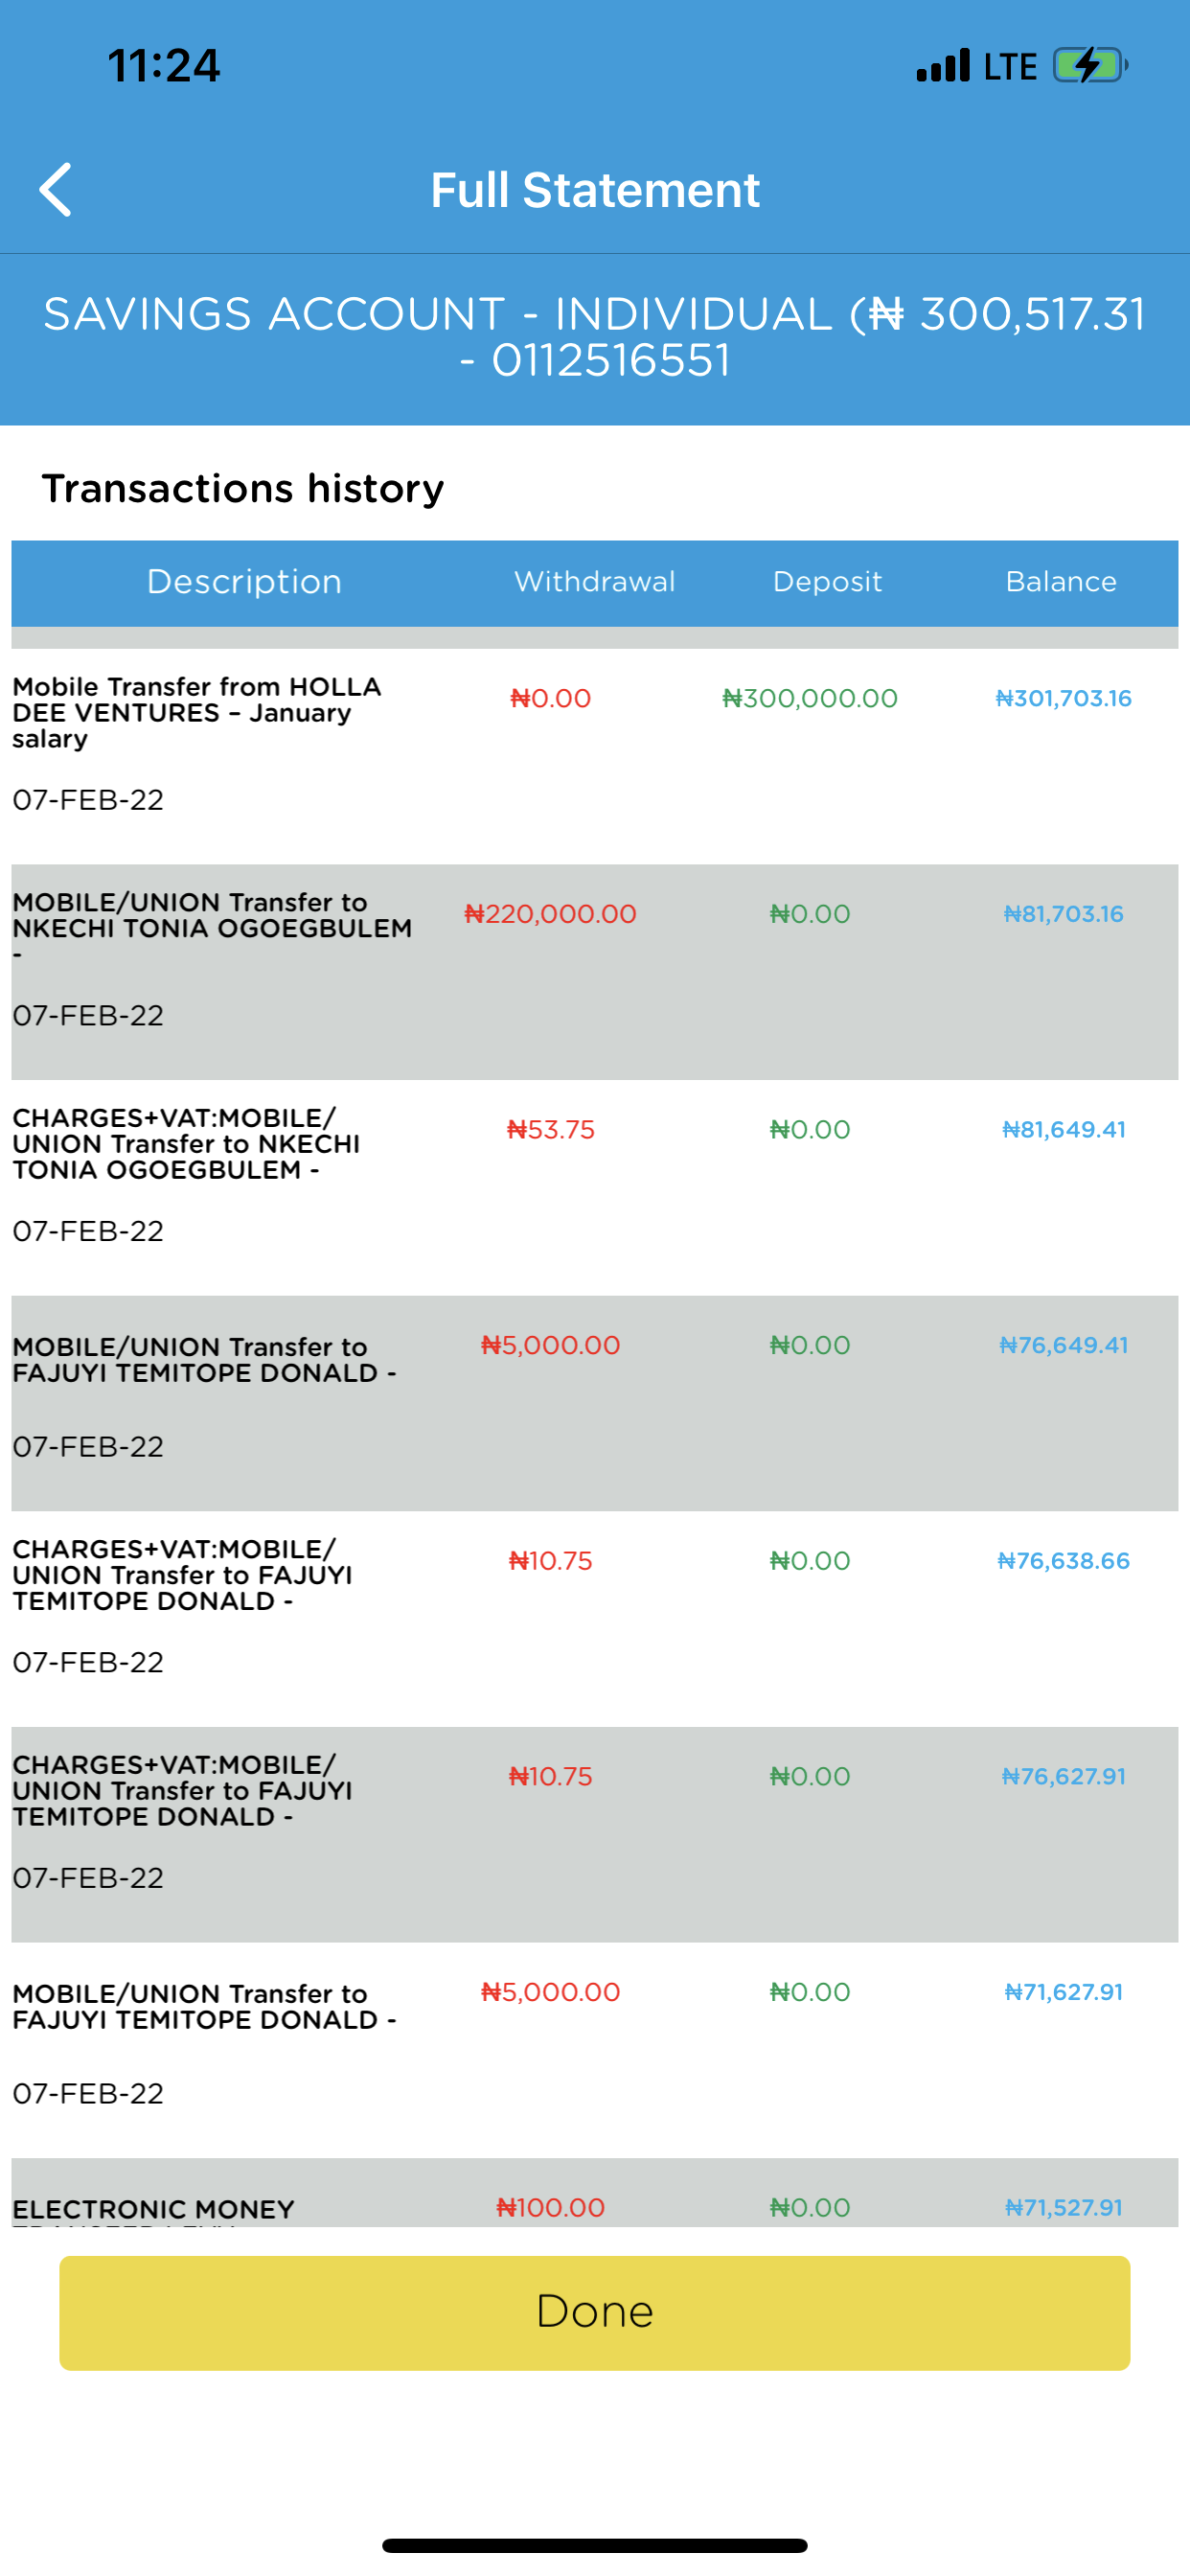 11:24
LTE
Full Statement
SAVINGS ACCOUNT - INDIVIDUAL (₦ 300,517.31
- 0112516551
Transactions history
Description Withdrawal Deposit Balance
Mobile Transfer from HOLLA ₦0.00 ₦300,000.00 ₦301,703.16
DEE VENTURES – January
salary
07-FEB-22
MOBILE/UNION Transfer to ₦220,000.00 ₦0.00 ₦81,703.16
NKECHI TONIA OGOEGBULEM
-
07-FEB-22
CHARGES+VAT:MOBILE/ ₦53.75 ₦0.00 ₦81,649.41
UNION Transfer to NKECHI
TONIA OGOEGBULEM -
07-FEB-22
MOBILE/UNION Transfer to ₦5,000.00 ₦0.00 ₦76,649.41
FAJUYI TEMITOPE DONALD -
07-FEB-22
CHARGES+VAT:MOBILE/ ₦10.75 ₦0.00 ₦76,638.66
UNION Transfer to FAJUYI
TEMITOPE DONALD -
07-FEB-22
CHARGES+VAT:MOBILE/ ₦10.75 ₦0.00 ₦76,627.91
UNION Transfer to FAJUYI
TEMITOPE DONALD -
07-FEB-22
MOBILE/UNION Transfer to ₦5,000.00 ₦0.00 ₦71,627.91
FAJUYI TEMITOPE DONALD -
07-FEB-22
ELECTRONIC MONEY ₦100.00 ₦0.00 ₦71,527.91
Done